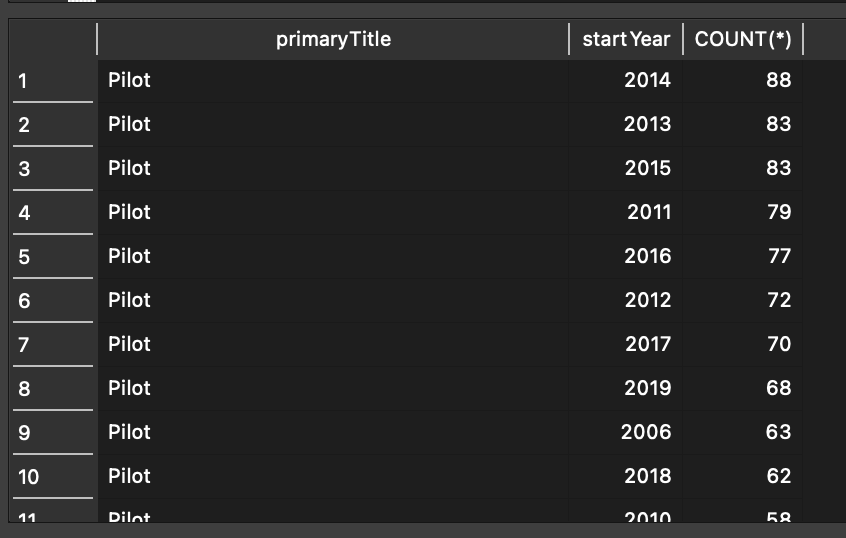 primaryTitle startYear COUNT(*)
1 Pilot 2014 88
2 Pilot 2013 83
3 Pilot 2015 83
4 Pilot 2011 79
5 Pilot 2016 77
6 Pilot 2012 72
7 Pilot 2017 70
8 Pilot 2019 68
9 Pilot 2006 63
10 Pilot 2018 62
11 Pilot 2010 58